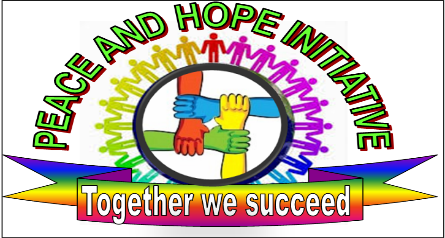 PEACE AND HOPE INITIATIVE
Together we succeed